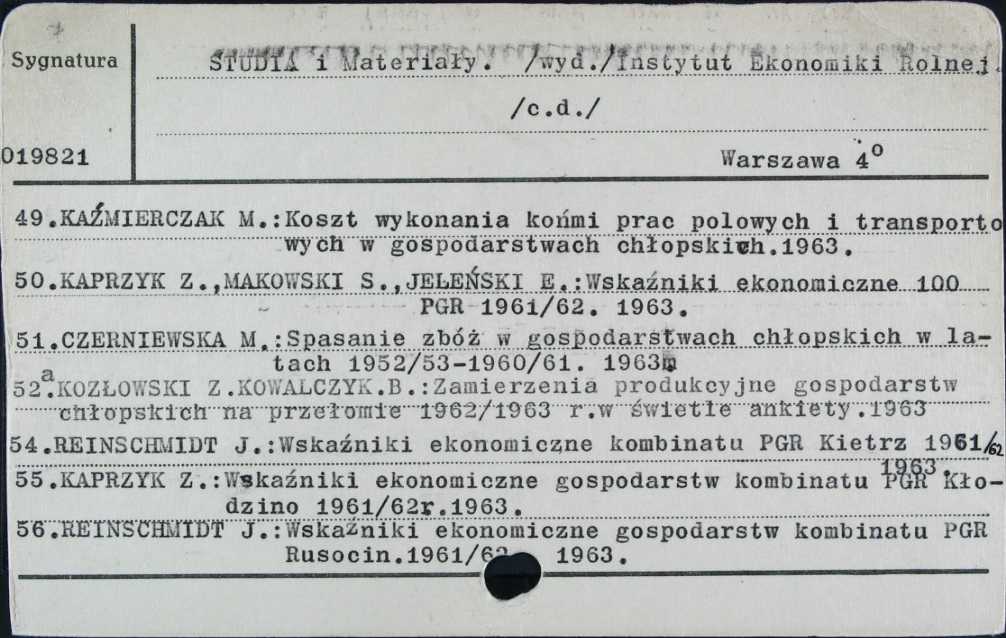 Sygnatura
STUDIA i Materiały. /wyd./Instytut Ekonomiki Rolnej.
/c.d./
019821
Warszawa 4o
49.KAŹMIERCZAK M.:Koszt wykonania końmi prac polowych i transporto
wych w gospodarstwach chłopskich.1963.
50.KAPRZYK Z.,MAKOWSKI S.,JELEŃSKI E.:Wskaźniki ekonomiczne 100
PGR 1961/62. 1963.
51.CZERNIEWSKA M.:Spasanie zbóż w gospodarstwach chłopskich w la-
tach 1952/53-1960/61. 1963
52a.KOZŁOWSKI Z.KOWALCZYK.B.:Zamierzenia produkcyjne gospodarstw
chłopskich na przełomie 1962/1963 r.w świetle ankiety.1963
54.REINSCHMIDT J.:Wskaźniki ekonomiczne kombinatu PGR Kietrz 1961/62
1963.
55.KAPRZYK Z.:Wskaźniki ekonomiczne gospodarstw kombinatu PGR Kło-
dzino 1961/62r.1963.
56.REINSCHMIDT J.:Wskaźniki ekonomiczne gospodarstw kombinatu PGR
Rusocin.1961/62 1963.